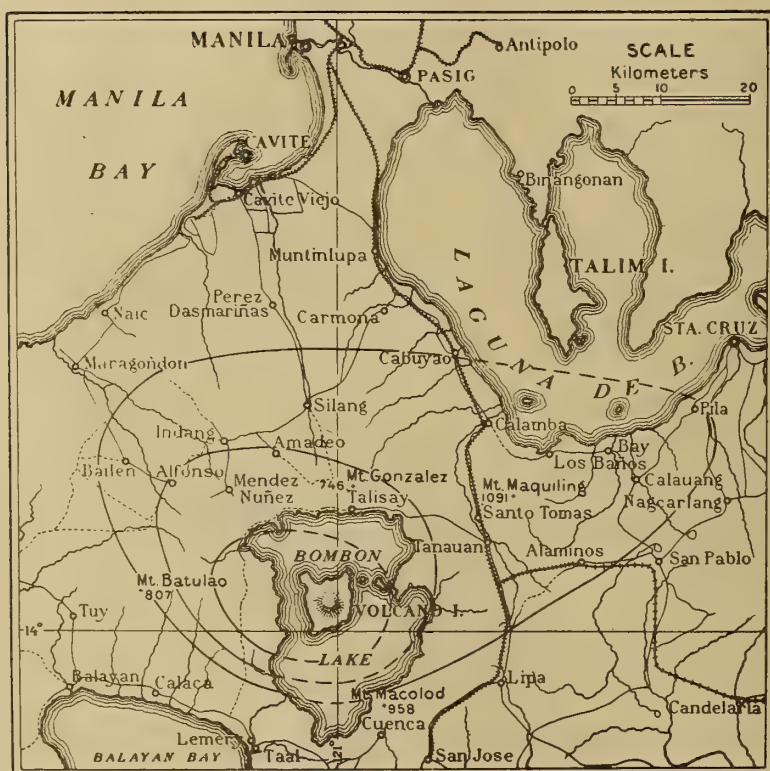 MANILA
Antipolo
SCALE
Kilometers
0 10 20
PASIG
MANILA
BAY
CAVITE
Cavite Viejo
Binangonan
Muntinlupa
LAGUNA DE B.
TALIM I.
Perez
Dasmariñas
Naic
Carmona
STA. CRUZ
Maragondon
Cabuyao
Silang
Pila
Calamba
Indang
Amadeo
Bay
Los Baños
Bailen
Alfonso
Mendez
Nuñez
746
Mt. Gonzalez
Talisay
Mt. Maquiling
1091
Calauang
Nagcarlang
Santo Tomas
BOMBON
Tanauan
Alaminos
San Pablo
Mt. Batulao
807
VOLCANO I.
Tuy
14°
LAKE
Balayan
Calaca
Mt. Macolod
958
Lipa
Cuenca
Candelaria
Lemery
Taal
121°
San Jose
BALAYAN BAY